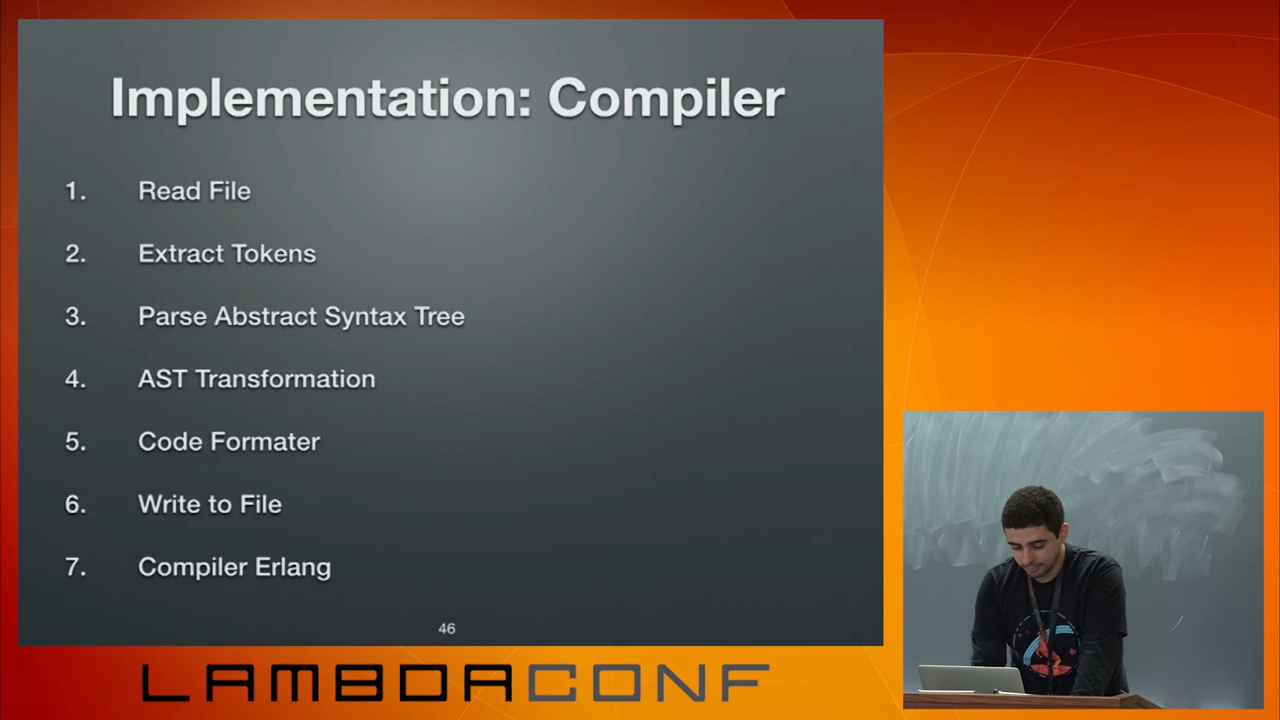 Implementation: Compiler
1. Read File
2. Extract Tokens
3. Parse Abstract Syntax Tree
4. AST Transformation
5. Code Formater
6. Write to File
7. Compiler Erlang
46
LAMBDACONF